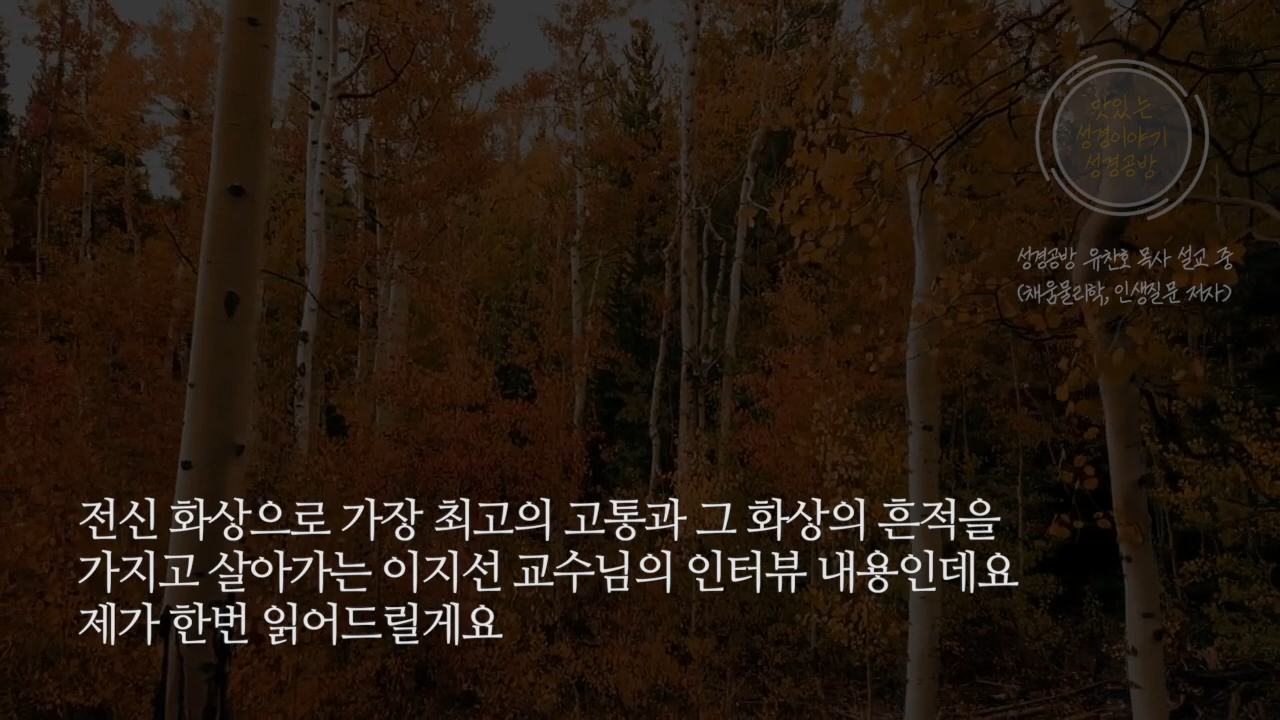 맛있는
성경이야기
성경공방
성경공방 유찬호 목사 설교 중
(채움물리학, 인생질문 저자)
전신 화상으로 가장 최고의 고통과 그 화상의 흔적을
가지고 살아가는 이지선 교수님의 인터뷰 내용인데요
제가 한번 읽어드릴게요